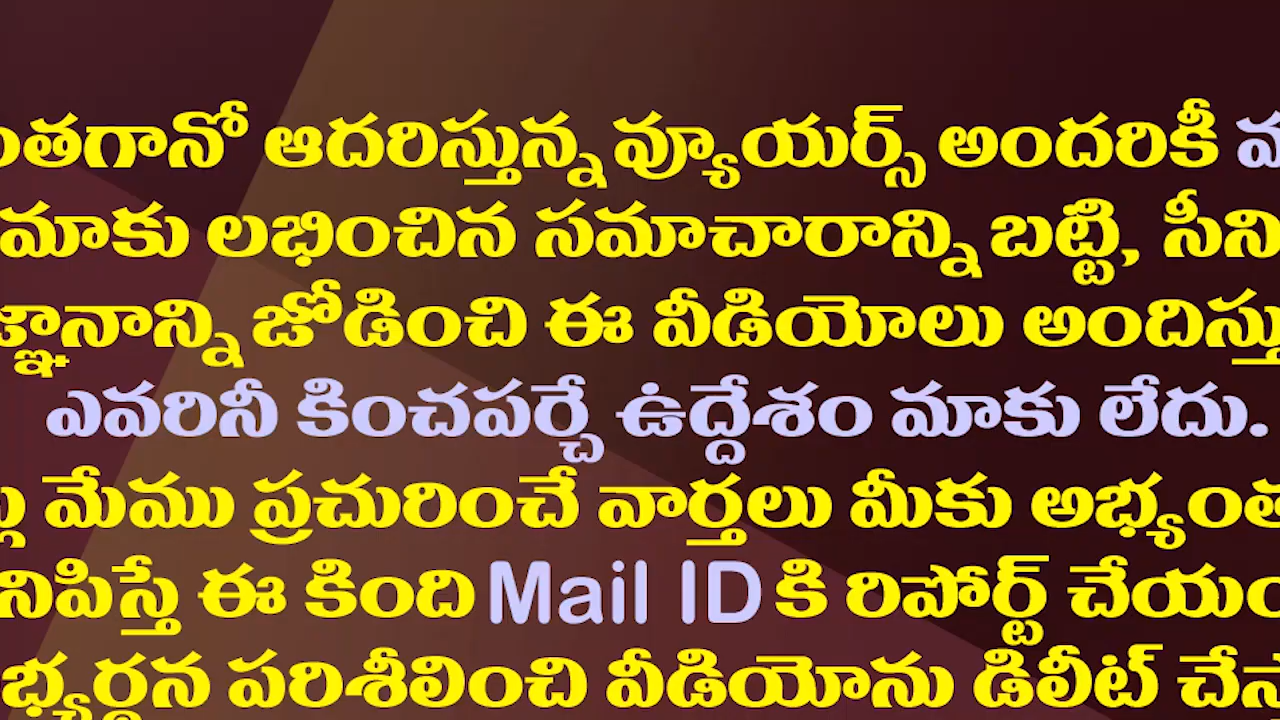 ంతగానో ఆదరిస్తున్న వ్యూయర్స్ అందరికీ
మాకు లభించిన సమాచారాన్ని బట్టి, సీని
జ్ఞానాన్ని జోడించి ఈ వీడియోలు అందిస్తు
ఎవరినీ కించపర్చే ఉద్దేశం మాకు లేదు.
మేము ప్రచురించే వార్తలు మీకు అభ్యంత
నిపిస్తే ఈ కింది Mail ID కి రిపోర్ట్ చేయం
భ్యర్థన పరిశీలించి వీడియోను డిలీట్ చేస